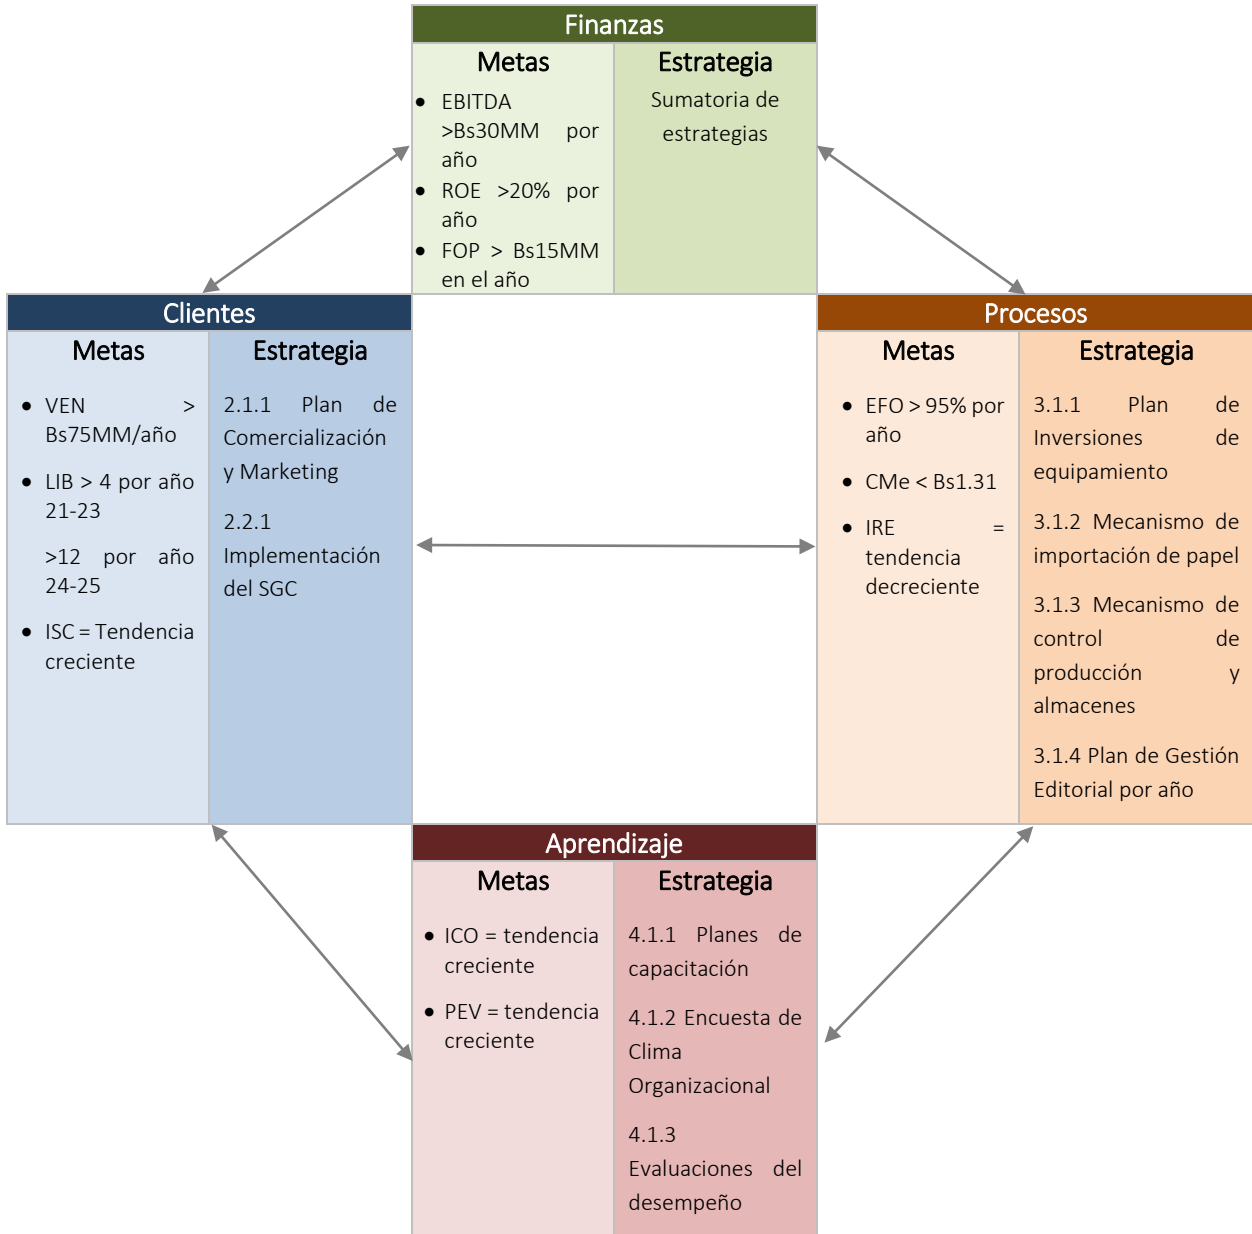 Finanzas
Metas
• EBITDA
>Bs30MM por
año
• ROE >20% por
año
• FOP > Bs15MM
en el año
Estrategia
Sumatoria de
estrategias
Clientes
Metas
• VEN >
Bs75MM/año
• LIB > 4 por año
21-23
>12 por año
24-25
• ISC = Tendencia
creciente
Estrategia
2.1.1 Plan de
Comercialización
y Marketing
2.2.1
Implementación
del SGC
Procesos
Metas
• EFO > 95% por
año
• CMe < Bs1.31
• IRE =
tendencia
decreciente
Estrategia
3.1.1 Plan de
Inversiones de
equipamiento
3.1.2 Mecanismo de
importación de papel
3.1.3 Mecanismo de
control de
producción y
almacenes
3.1.4 Plan de Gestión
Editorial por año
Aprendizaje
Metas
• ICO = tendencia
creciente
• PEV = tendencia
creciente
Estrategia
4.1.1 Planes de
capacitación
4.1.2 Encuesta de
Clima
Organizacional
4.1.3
Evaluaciones del
desempeño